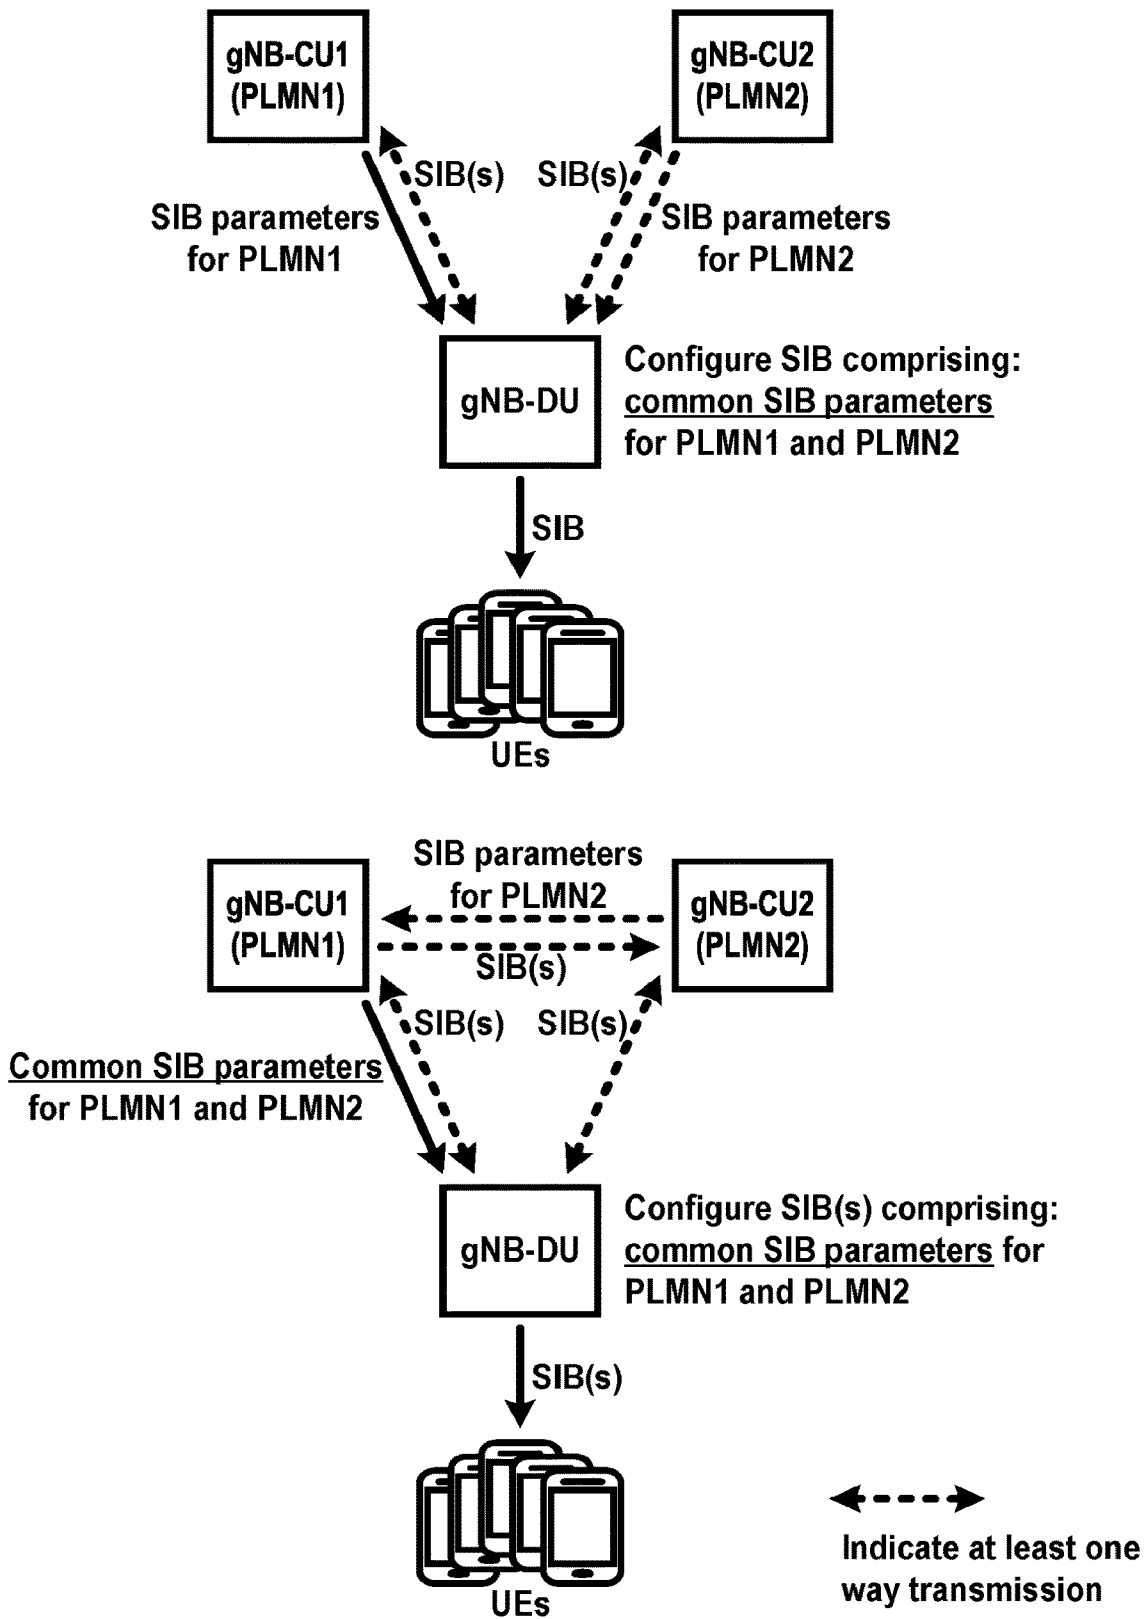 gNB-CU1
(PLMN1)
gNB-CU2
(PLMN2)
SIB(s)
SIB(s)
SIB parameters
for PLMN1
SIB parameters
for PLMN2
gNB-DU
Configure SIB comprising:
common SIB parameters
for PLMN1 and PLMN2
SIB
UEs
SIB parameters
for PLMN2
gNB-CU1
(PLMN1)
gNB-CU2
(PLMN2)
SIB(s)
SIB(s)
SIB(s)
Common SIB parameters
for PLMN1 and PLMN2
gNB-DU
Configure SIB(s) comprising:
common SIB parameters for
PLMN1 and PLMN2
SIB(s)
UEs
Indicate at least one
way transmission